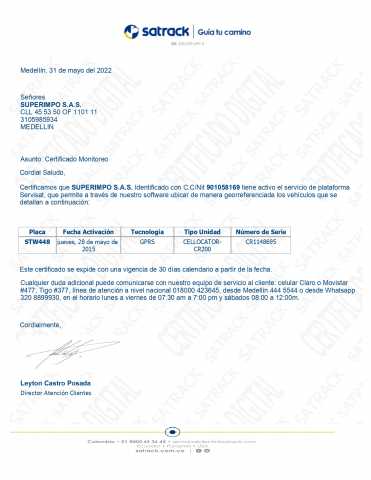 satrack Guía tu camino
Medellín, 31 de mayo del 2022
Señores
SUPERIMPO S.A.S.
CLL 45 53 50 OF 1101 11
3105985934
MEDELLIN
Asunto: Certificado Monitoreo
Cordial Saludo,
Certificamos que SUPERIMPO S.A.S. Identificado con C.C/Nit 901058169 tiene activo el servicio de plataforma
Servisat, que permite a través de nuestro software ubicar de manera georreferenciada los vehículos que se
detallan a continuación:
Placa Fecha Activación Tecnología Tipo Unidad Número de Serie
STW448 jueves, 28 de mayo de GPRS CELLOCATOR- CR1148695
2015 CR200
Este certificado se expide con una vigencia de 30 días calendario a partir de la fecha.
Cualquier duda adicional puede comunicarse con nuestro equipo de servicio al cliente: celular Claro o Movistar
#477, Tigo #377, línea de atención a nivel nacional 018000 423645, desde Medellín 444 5544 o desde Whatsapp
320 8899930, en el horario lunes a viernes de 07:30 am a 7:00 pm y sábados 08:00 a 12:00m.
Cordialmente,
Leyton Castro Posada
Director Atención Clientes
satrack.com.co
SATRACK
CERTIFICADO DIGITAL